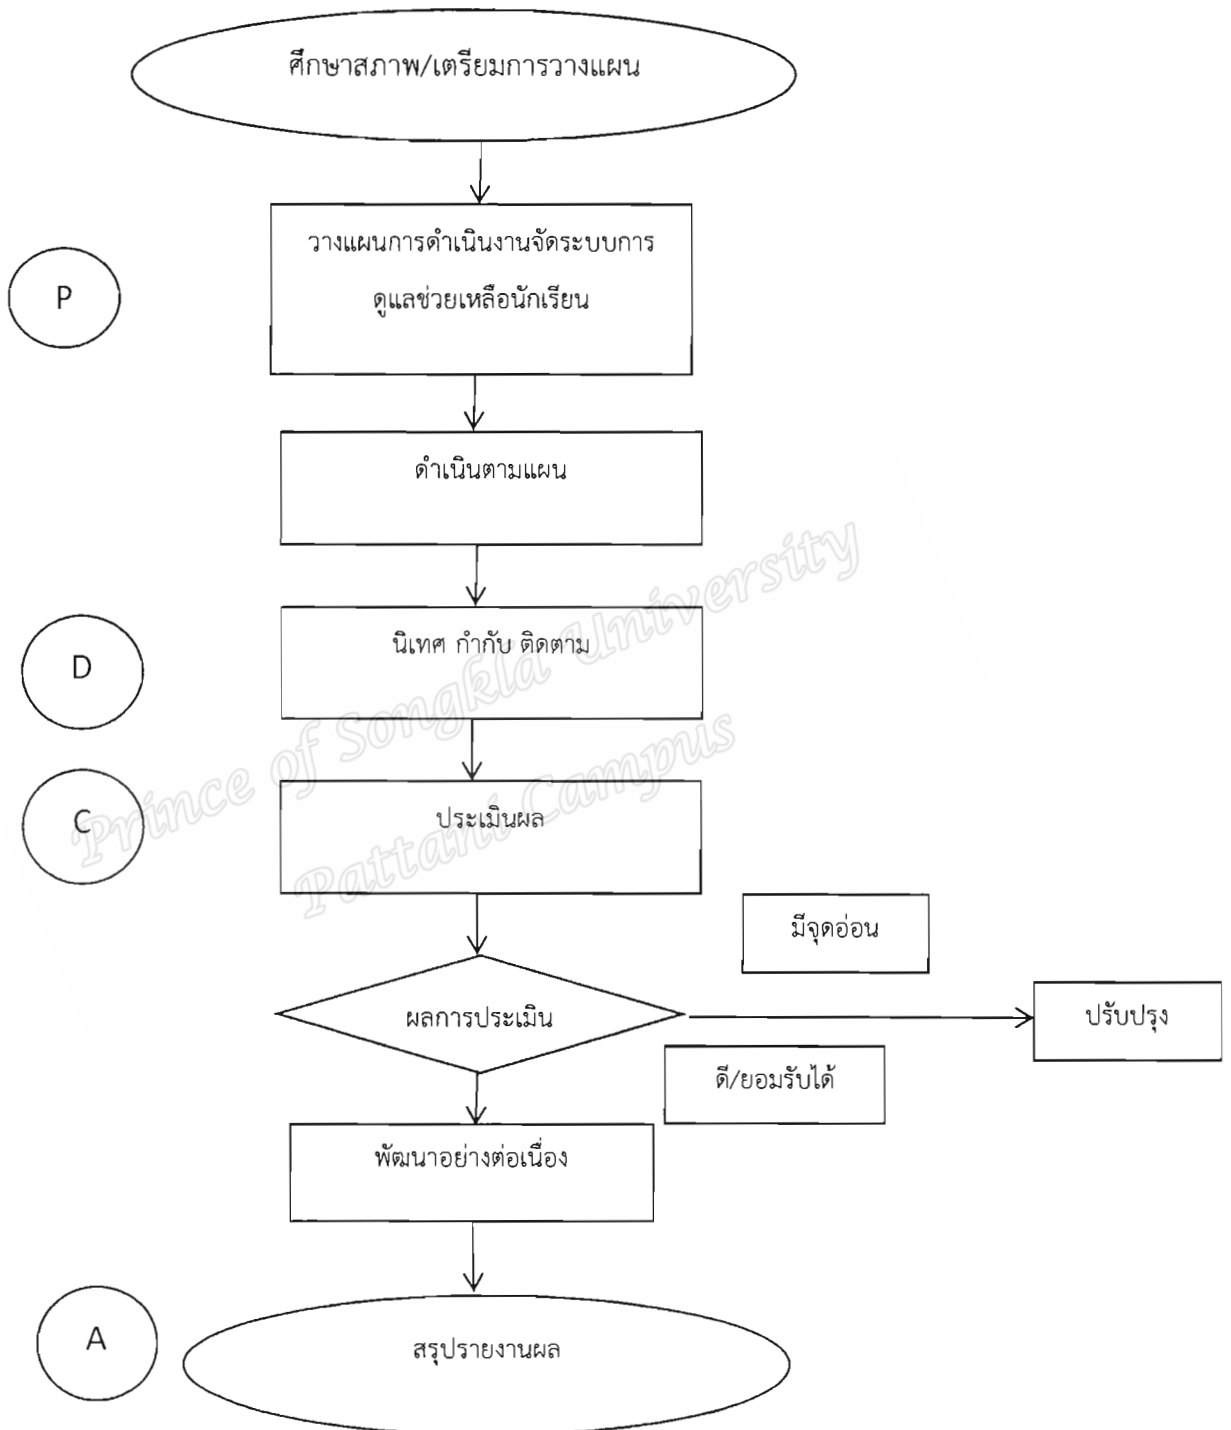 ศึกษาสภาพ/เตรียมการวางแผน
P
วางแผนการดำเนินงานจัดระบบการ
ดูแลช่วยเหลือนักเรียน
ดำเนินตามแผน
D
นิเทศ กำกับ ติดตาม
C
ประเมินผล
Prince of Songkla University
Pattani Campus
มีจุดอ่อน
ผลการประเมิน
ปรับปรุง
ดี/ยอมรับได้
พัฒนาอย่างต่อเนื่อง
A
สรุปรายงานผล